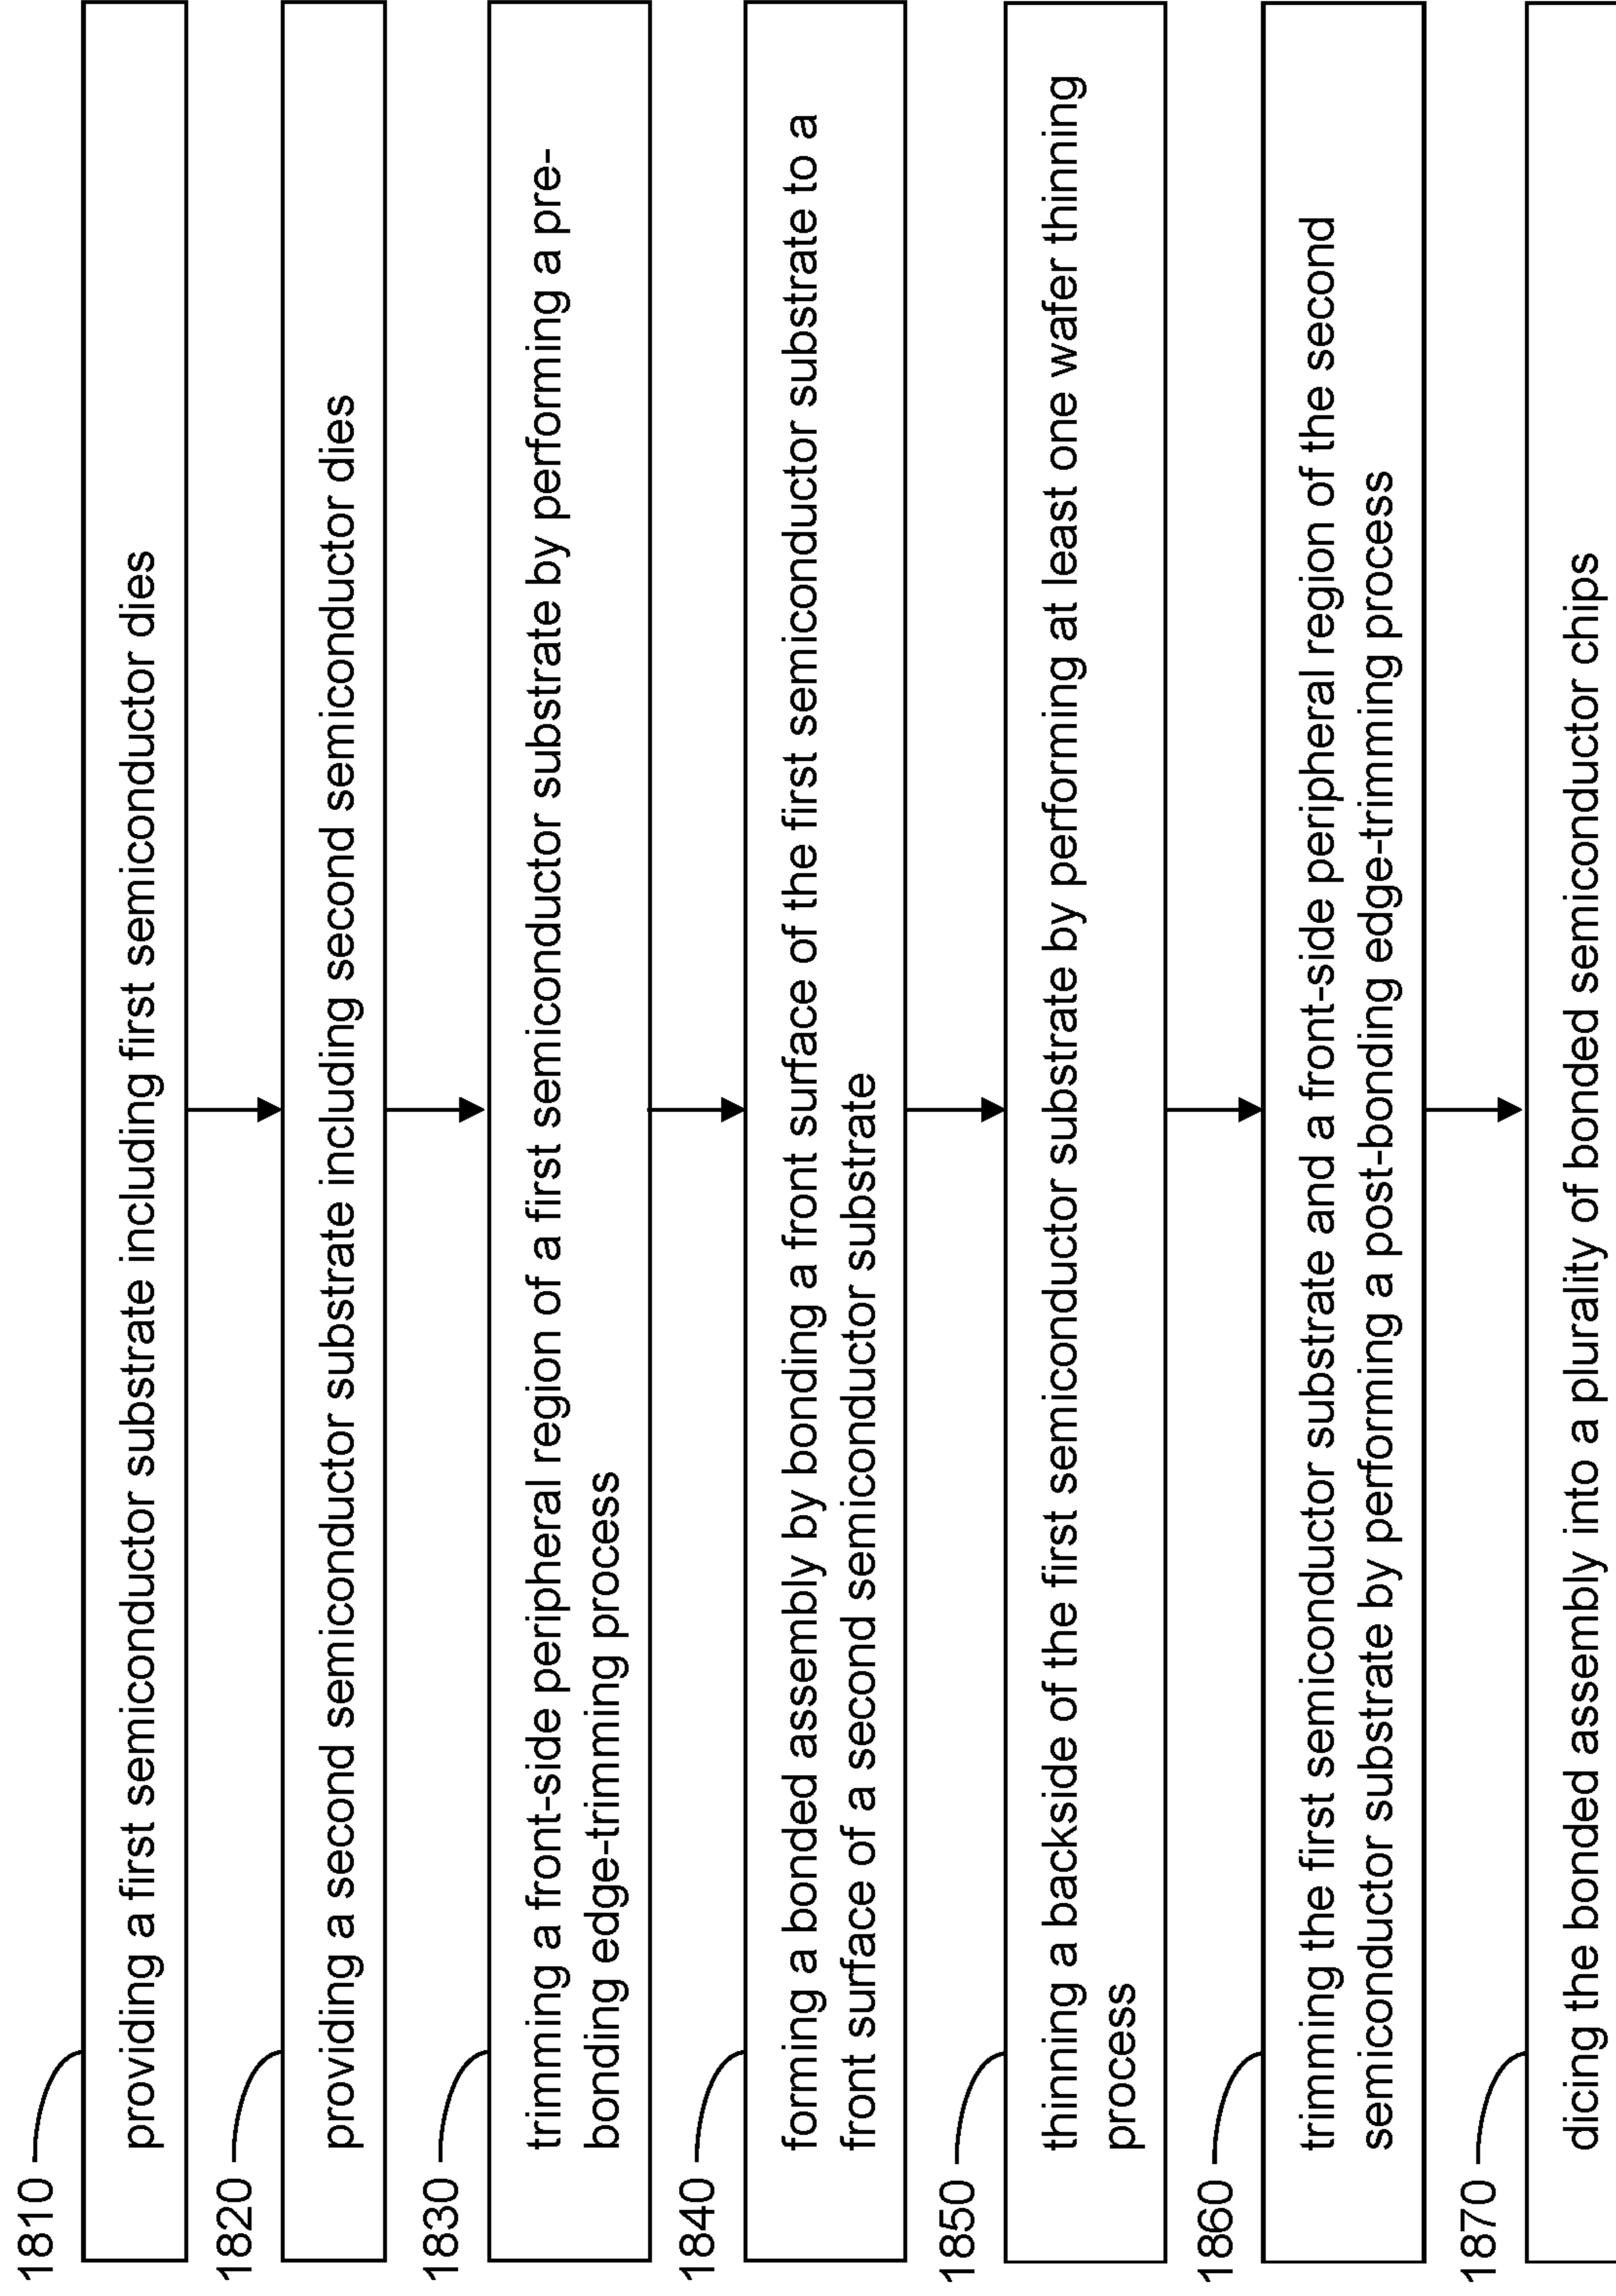 1810
providing a first semiconductor substrate including first semiconductor dies
1820
providing a second semiconductor substrate including second semiconductor dies
1830
trimming a front-side peripheral region of a first semiconductor substrate by performing a pre-
bonding edge-trimming process
1840
forming a bonded assembly by bonding a front surface of the first semiconductor substrate to a
front surface of a second semiconductor substrate
1850
thinning a backside of the first semiconductor substrate by performing at least one wafer thinning
process
1860
trimming the first semiconductor substrate and a front-side peripheral region of the second
semiconductor substrate by performing a post-bonding edge-trimming process
1870
dicing the bonded assembly into a plurality of bonded semiconductor chips